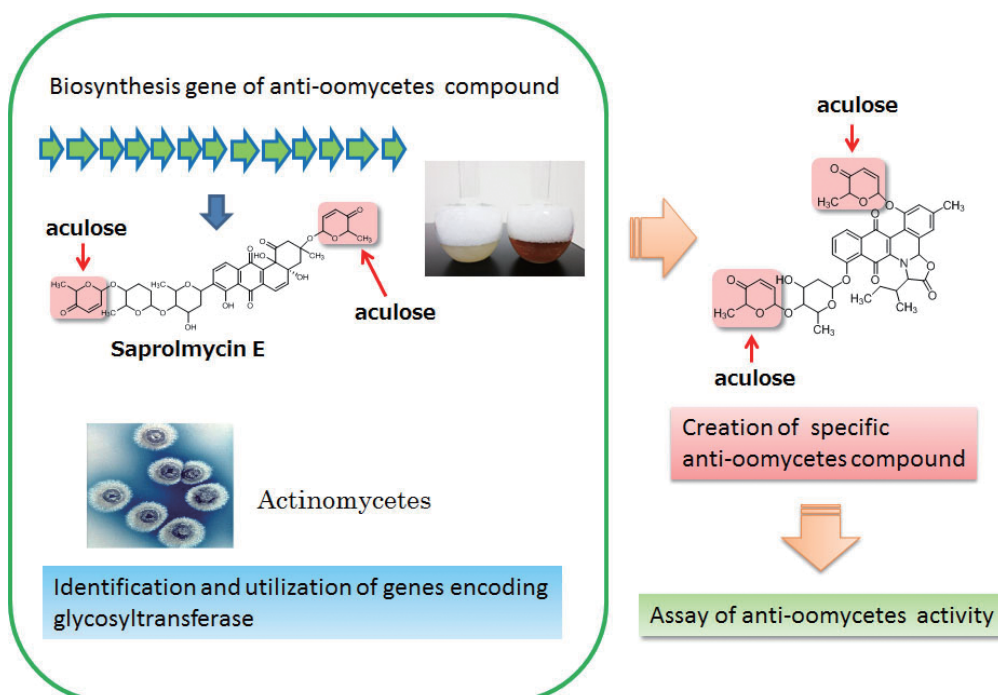 Biosynthesis gene of anti-oomycetes compound
aculose
aculose
Saprolmycin E
Actinomycetes
Identification and utilization of genes encoding
glycosyltransferase
aculose
aculose
Creation of specific
anti-oomycetes compound
Assay of anti-oomycetes activity